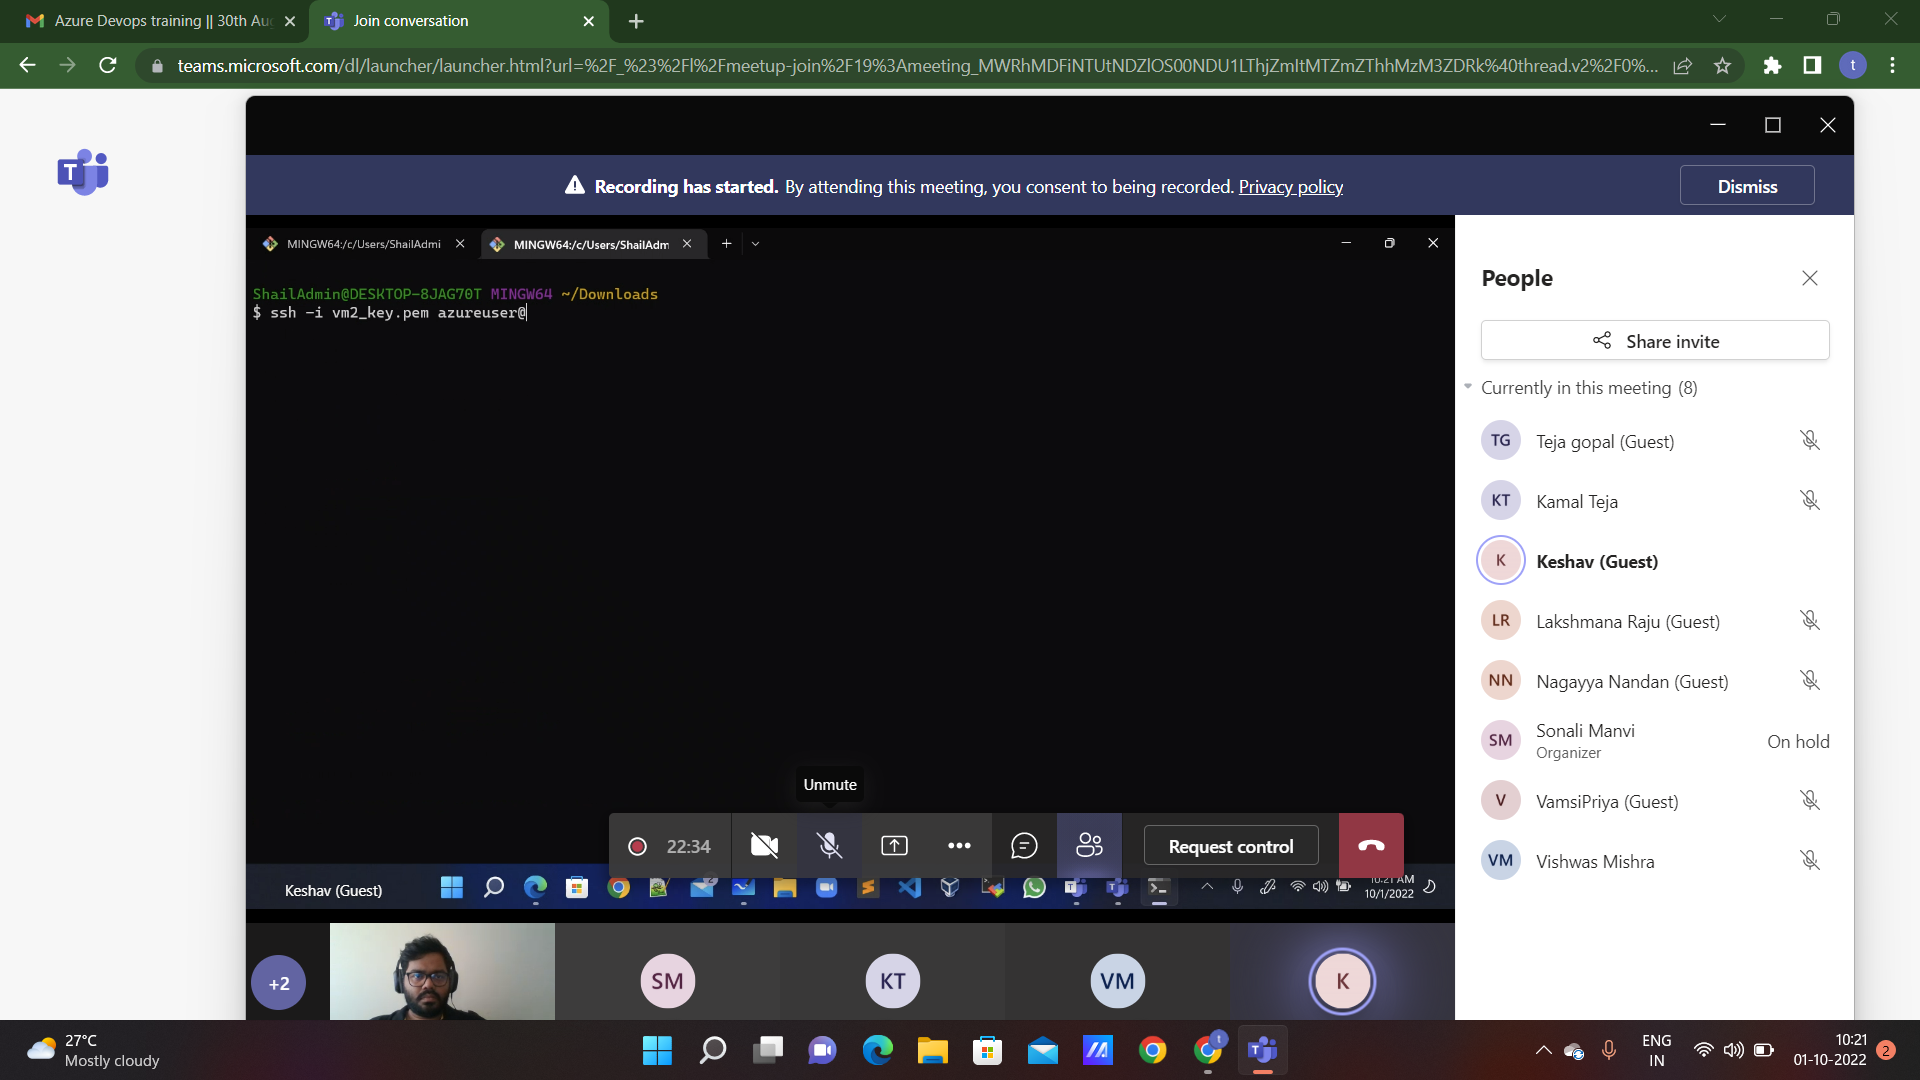 Azure Devops training || 30th Au
Join conversation
teams.microsoft.com/dl/launcher/launcher.html?url=%2F_%23%2Fl%2Fmeetup-join%2F19%3Ameeting_MWRhMDFiNTUtNDZlOS00NDU1LThjZmItMTZmZThhMzM3ZDRk%40thread.v2%2F0%...
t
T
Recording has started. By attending this meeting, you consent to being recorded. Privacy policy
Dismiss
MINGW64:/c/Users/ShailAdmi
MINGW64:/c/Users/ShailAdm
ShailAdmin@DESKTOP-8JAG70T MINGW64 ~/Downloads
$ ssh -i vm2_key.pem azureuser@
People
Share invite
Currently in this meeting (8)
TG Teja gopal (Guest)
KT Kamal Teja
K Keshav (Guest)
LR Lakshmana Raju (Guest)
NN Nagayya Nandan (Guest)
SM Sonali Manvi
Organizer
On hold
V VamsiPriya (Guest)
VM Vishwas Mishra
Unmute
22:34
Request control
Keshav (Guest)
10:21 AM
10/1/2022
+2
SM
KT
VM
K
27°C
Mostly cloudy
ENG
IN
10:21
01-10-2022
2